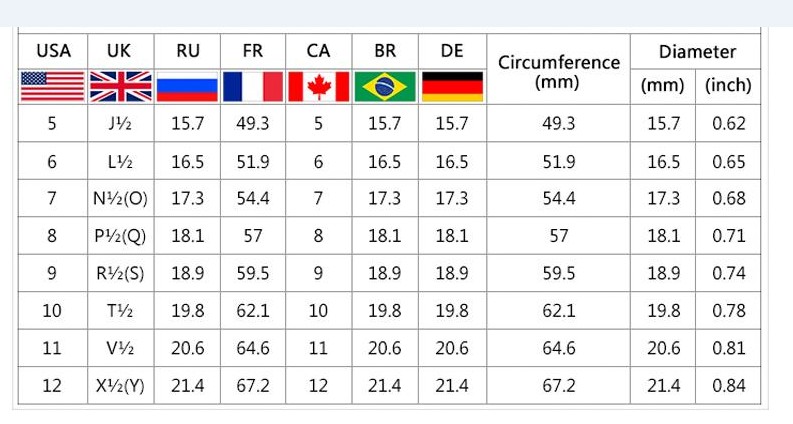 USA UK RU FR CA BR DE Circumference (mm) Diameter
(mm) (inch)
5 J½ 15.7 49.3 5 15.7 15.7 49.3 15.7 0.62
6 L½ 16.5 51.9 6 16.5 16.5 51.9 16.5 0.65
7 N½(O) 17.3 54.4 7 17.3 17.3 54.4 17.3 0.68
8 P½(Q) 18.1 57 8 18.1 18.1 57 18.1 0.71
9 R½(S) 18.9 59.5 9 18.9 18.9 59.5 18.9 0.74
10 T½ 19.8 62.1 10 19.8 19.8 62.1 19.8 0.78
11 V½ 20.6 64.6 11 20.6 20.6 64.6 20.6 0.81
12 X½(Y) 21.4 67.2 12 21.4 21.4 67.2 21.4 0.84